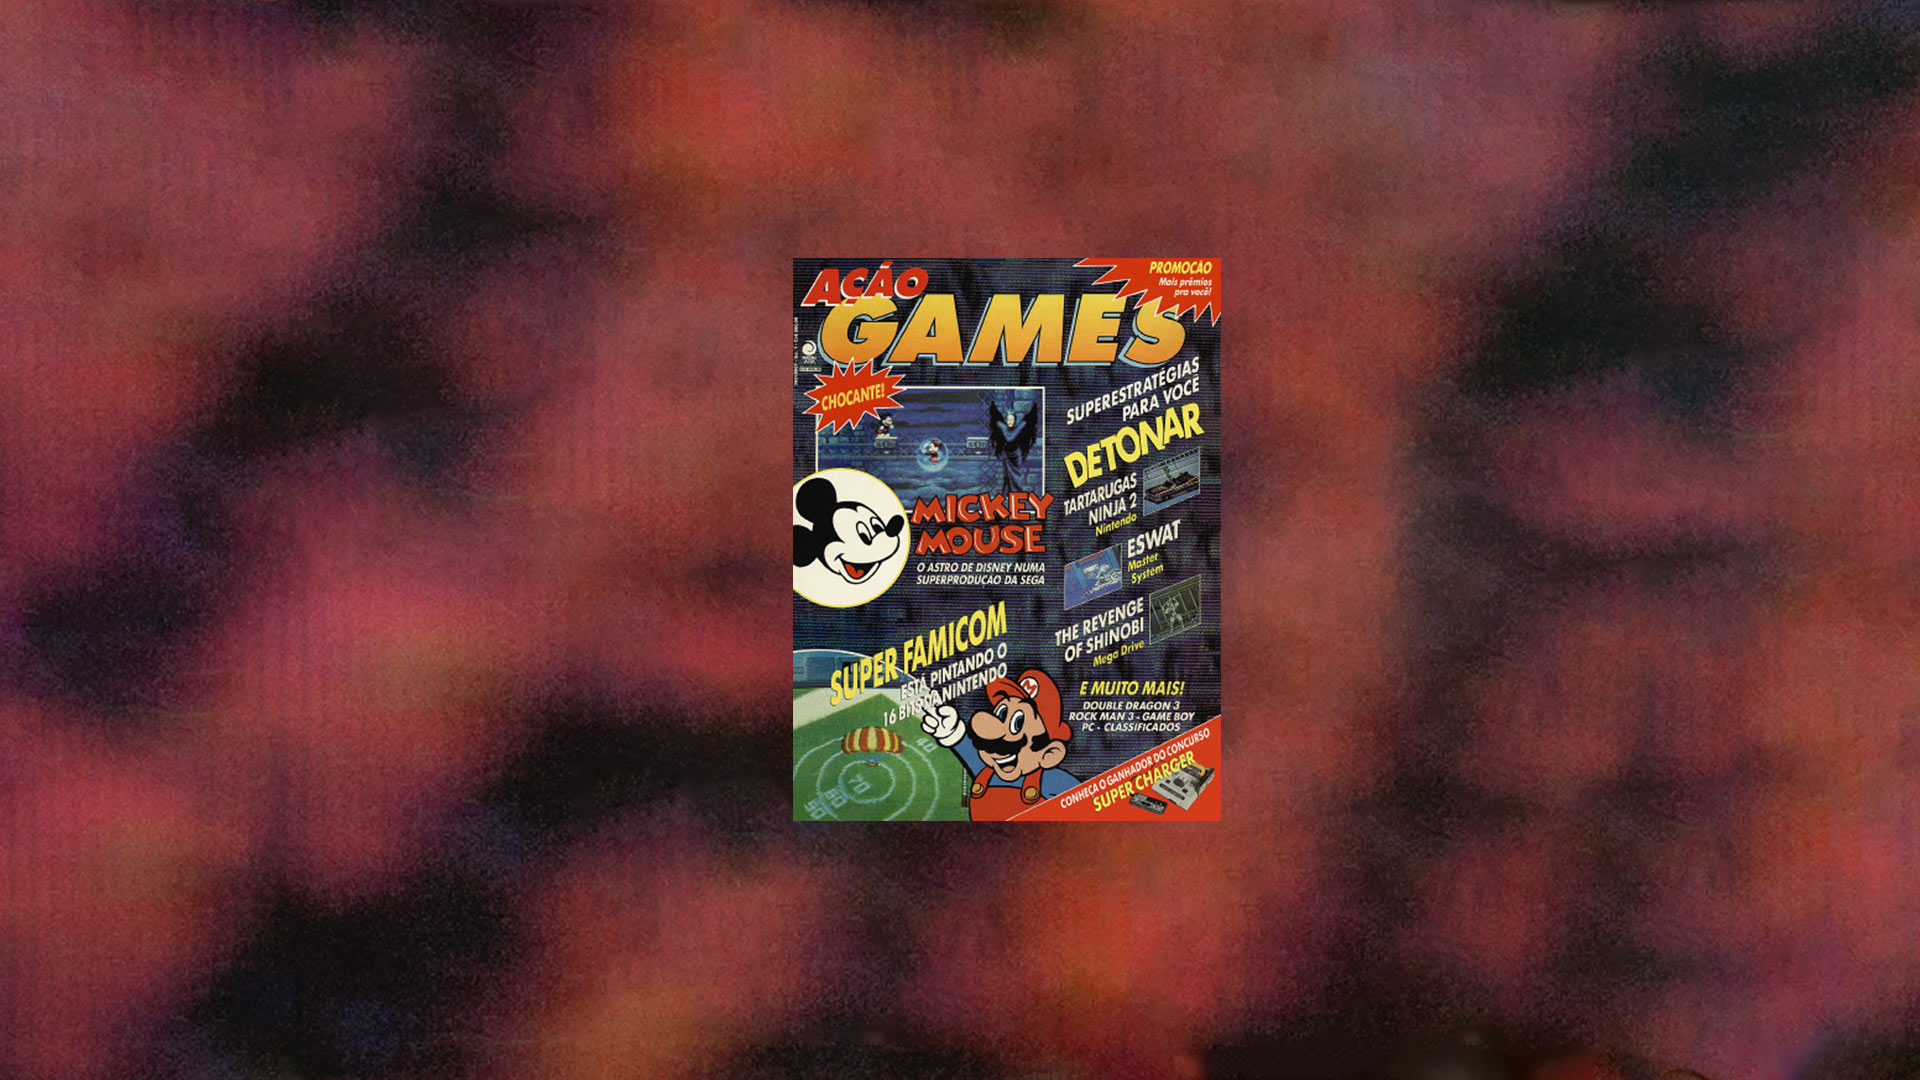 AÇÃO
GAMES
PROMOÇÃO
Mais prêmios
pra você!
CHOCANTE!
MICKEY
MOUSE
O ASTRO DE DISNEY NUMA
SUPERPRODUÇÃO DA SEGA
SUPERESTRATÉGIAS
PARA VOCÊ
DETONAR
TARTARUGAS
NINJA 2
Nintendo
ESWAT
Master
System
THE REVENGE
OF SHINOBI
Mega Drive
SUPER FAMICOM
ESTÁ PINTANDO O
16 BITS DA NINTENDO
E MUITO MAIS!
DOUBLE DRAGON 3
ROCK MAN 3 - GAME BOY
PC - CLASSIFICADOS
CONHEÇA O GANHADOR DO CONCURSO
SUPER CHARGER